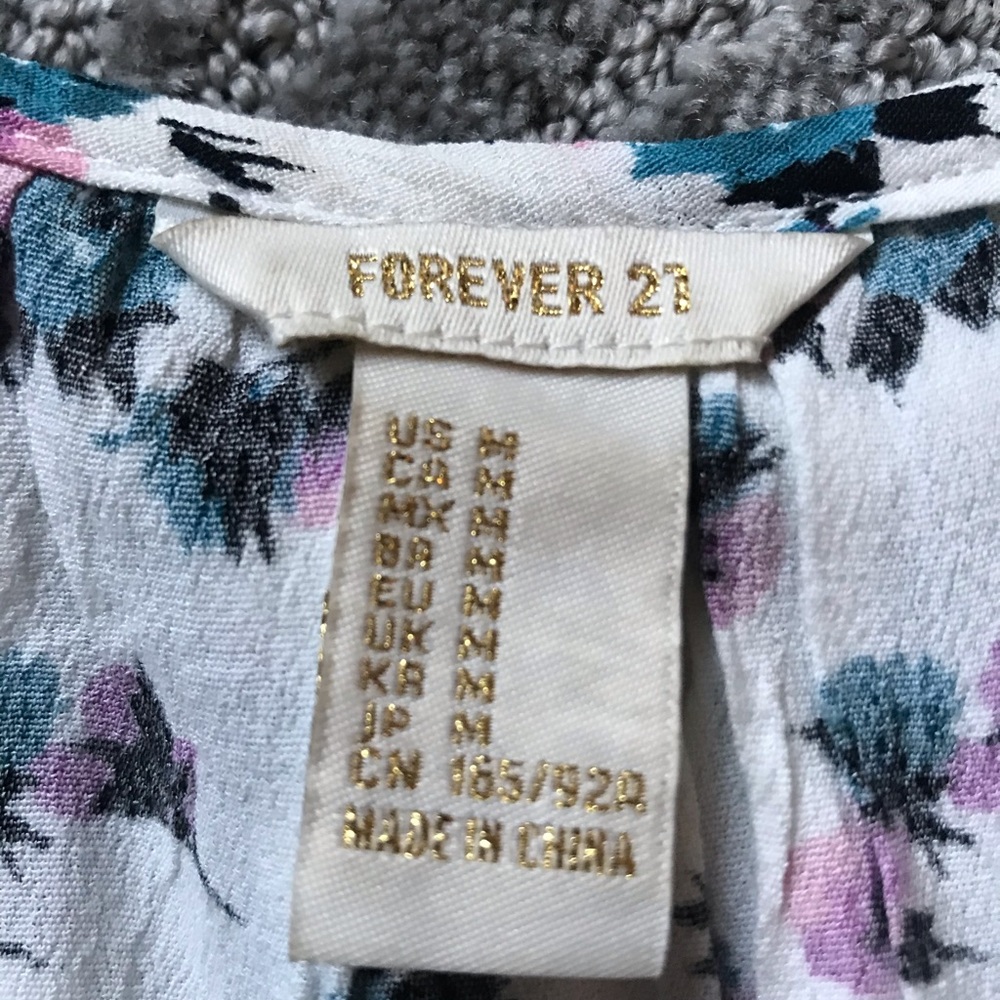 FOREVER 21
US M
CA M
MX M
BR M
EU M
UK M
KR M
JP M
CN 165/92A
MADE IN CHINA